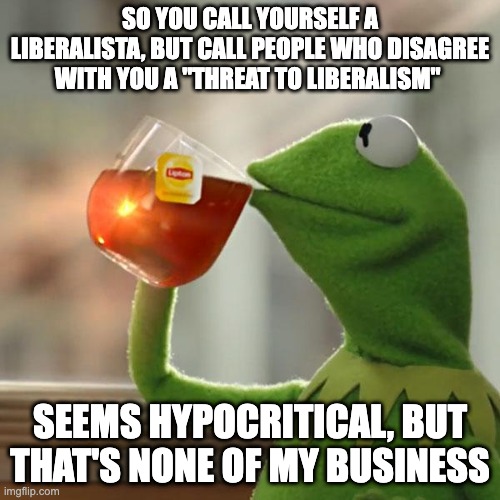 SO YOU CALL YOURSELF A
LIBERALISTA, BUT CALL PEOPLE WHO DISAGREE
WITH YOU A "THREAT TO LIBERALISM"
Lipton
SEEMS HYPOCRITICAL, BUT
THAT'S NONE OF MY BUSINESS
imgflip.com